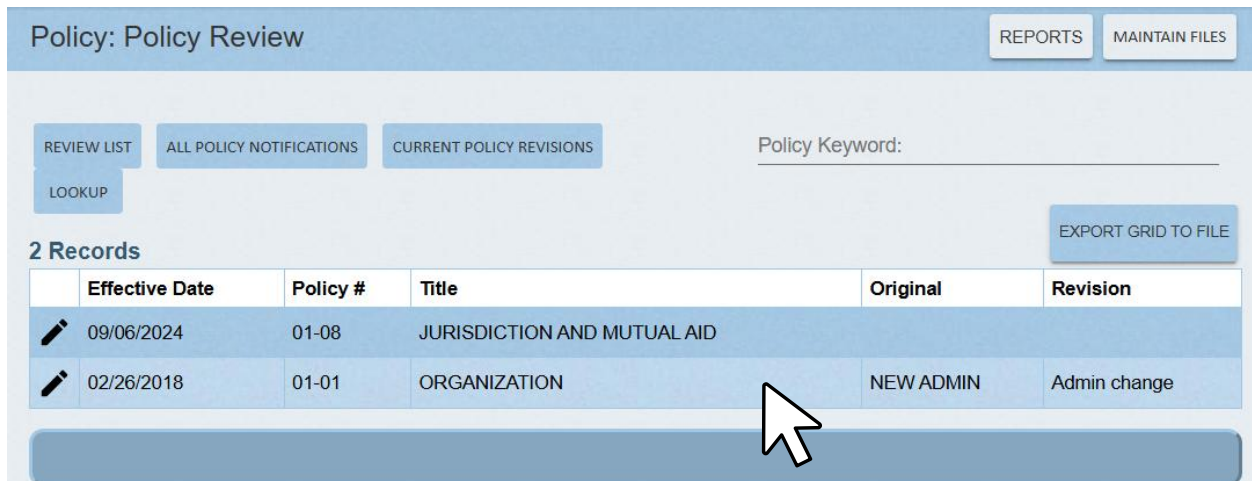 Policy: Policy Review
REPORTS
MAINTAIN FILES
REVIEW LIST
ALL POLICY NOTIFICATIONS
CURRENT POLICY REVISIONS
Policy Keyword:
LOOKUP
EXPORT GRID TO FILE
2 Records
Effective Date Policy # Title Original Revision
09/06/2024 01-08 JURISDICTION AND MUTUAL AID
02/26/2018 01-01 ORGANIZATION NEW ADMIN Admin change